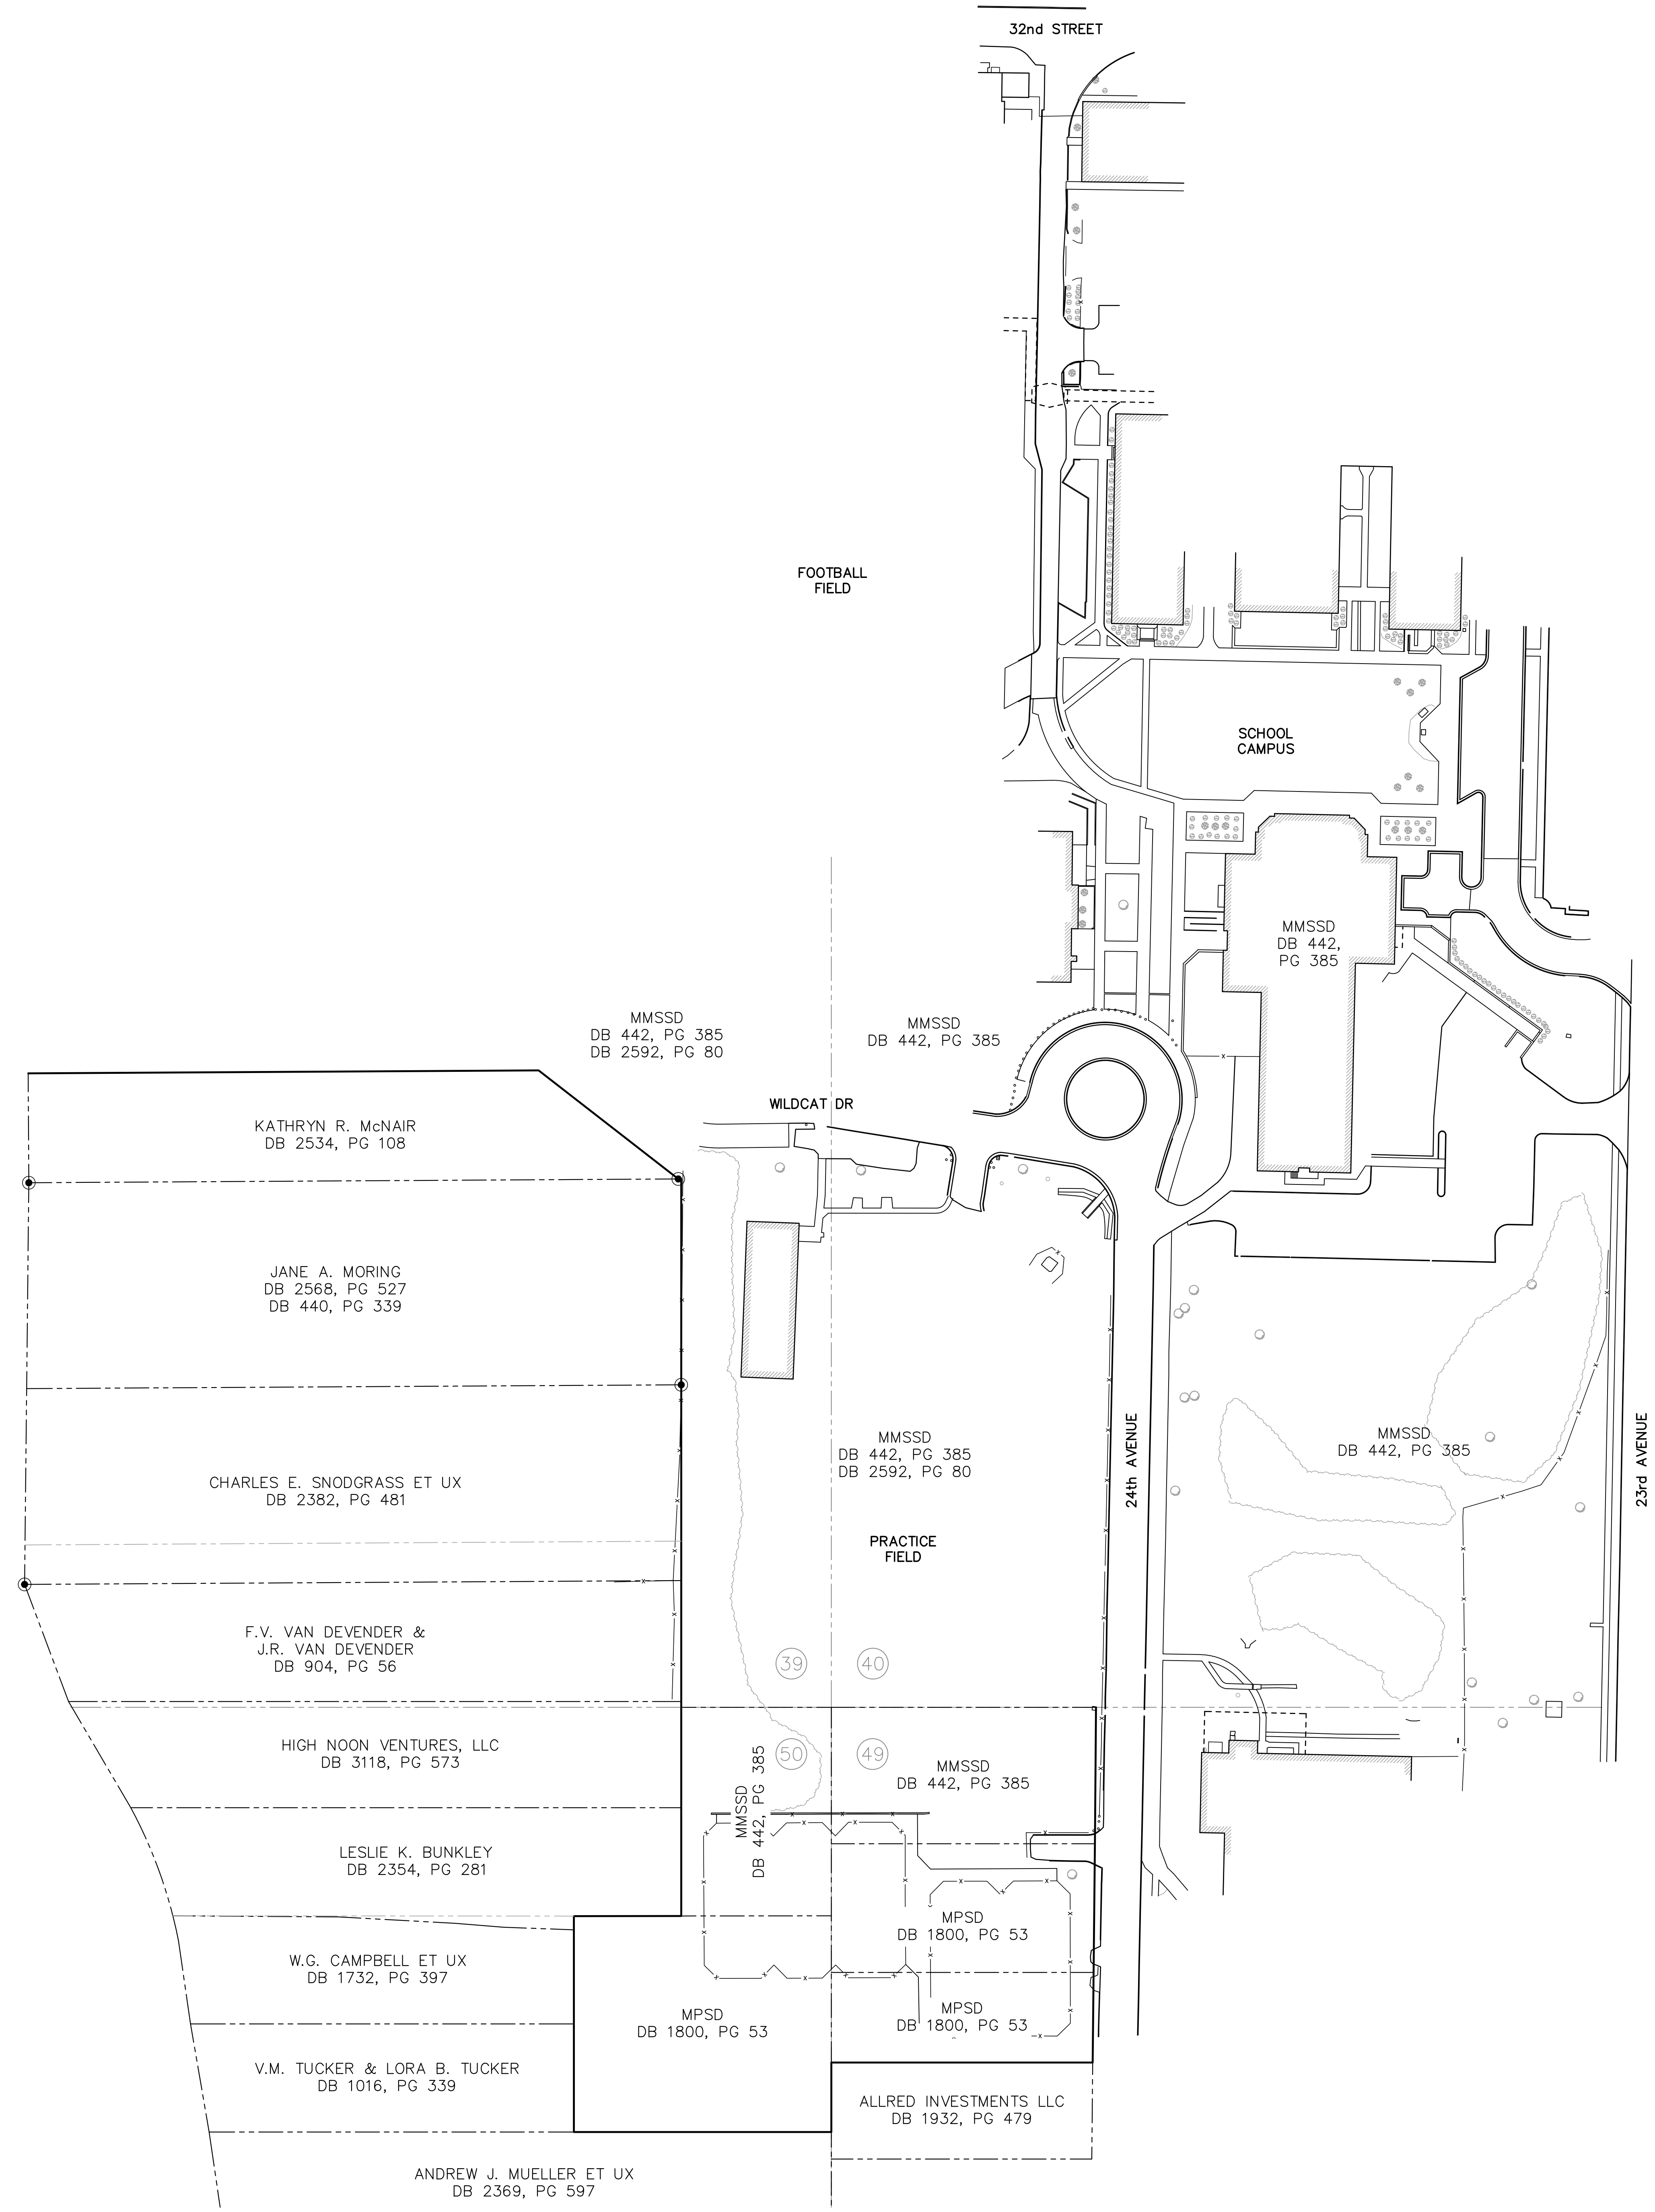 32nd STREET
FOOTBALL
FIELD
SCHOOL
CAMPUS
MMSSD
DB 442,
PG 385
MMSSD
DB 442, PG 385
DB 2592, PG 80
MMSSD
DB 442, PG 385
WILDCAT DR
KATHRYN R. McNAIR
DB 2534, PG 108
JANE A. MORING
DB 2568, PG 527
DB 440, PG 339
MMSSD
DB 442, PG 385
DB 2592, PG 80
24th AVENUE
MMSSD
DB 442, PG 385
23rd AVENUE
CHARLES E. SNODGRASS ET UX
DB 2382, PG 481
PRACTICE
FIELD
F.V. VAN DEVENDER &
J.R. VAN DEVENDER
DB 904, PG 56
39
40
50
49
HIGH NOON VENTURES, LLC
DB 3118, PG 573
MMSSD
DB 442, PG 385
MMSSD
DB 442, PG 385
LESLIE K. BUNKLEY
DB 2354, PG 281
MPSD
DB 1800, PG 53
W.G. CAMPBELL ET UX
DB 1732, PG 397
MPSD
DB 1800, PG 53
MPSD
DB 1800, PG 53
V.M. TUCKER & LORA B. TUCKER
DB 1016, PG 339
ALLRED INVESTMENTS LLC
DB 1932, PG 479
ANDREW J. MUELLER ET UX
DB 2369, PG 597